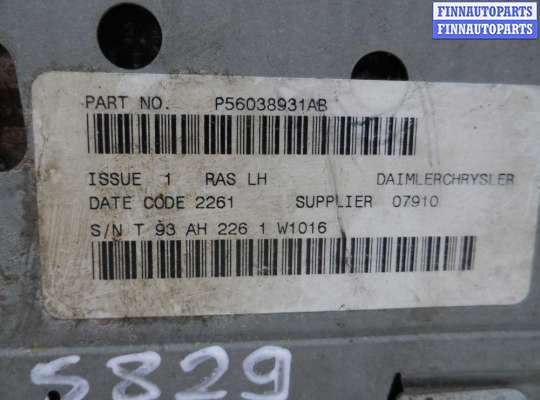 FINNAUTOPARTS
FINNAUTOPARTS
PART NO. P56038931AB
ISSUE 1 RAS LH DAIMLERCHRYSLER
DATE CODE 2261 SUPPLIER 07910
S/N T 93 AH 226 1 W1016
5829